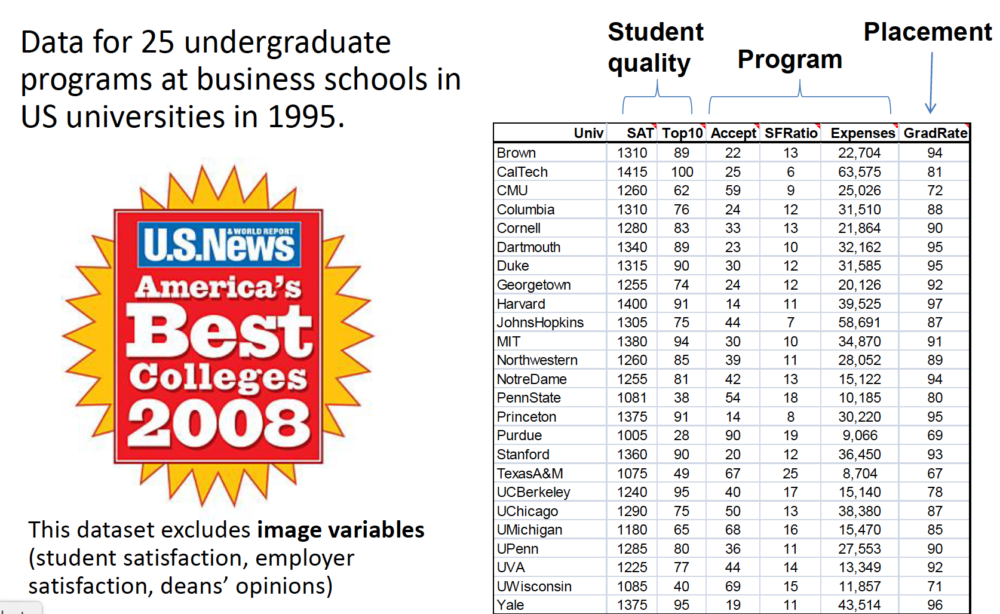 Data for 25 undergraduate
programs at business schools in
US universities in 1995.
U.S.News
& WORLD REPORT
America's
Best
Colleges
2008
This dataset excludes image variables
(student satisfaction, employer
satisfaction, deans' opinions)
Student
quality
Program
Placement
Univ SAT Top10 Accept SFRatio Expenses GradRate
Brown 1310 89 22 13 22,704 94
CalTech 1415 100 25 6 63,575 81
CMU 1260 62 59 9 25,026 72
Columbia 1310 76 24 12 31,510 88
Cornell 1280 83 33 13 21,864 90
Dartmouth 1340 89 23 10 32,162 95
Duke 1315 90 30 12 31,585 95
Georgetown 1255 74 24 12 20,126 92
Harvard 1400 91 14 11 39,525 97
JohnsHopkins 1305 75 44 7 58,691 87
MIT 1380 94 30 10 34,870 91
Northwestern 1260 85 39 11 28,052 89
NotreDame 1255 81 42 13 15,122 94
PennState 1081 38 54 18 10,185 80
Princeton 1375 91 14 8 30,220 95
Purdue 1005 28 90 19 9,066 69
Stanford 1360 90 20 12 36,450 93
TexasA&M 1075 49 67 25 8,704 67
UCBerkeley 1240 95 40 17 15,140 78
UChicago 1290 75 50 13 38,380 87
UMichigan 1180 65 68 16 15,470 85
UPenn 1285 80 36 11 27,553 90
UVA 1225 77 44 14 13,349 92
UWisconsin 1085 40 69 15 11,857 71
Yale 1375 95 19 11 43,514 96